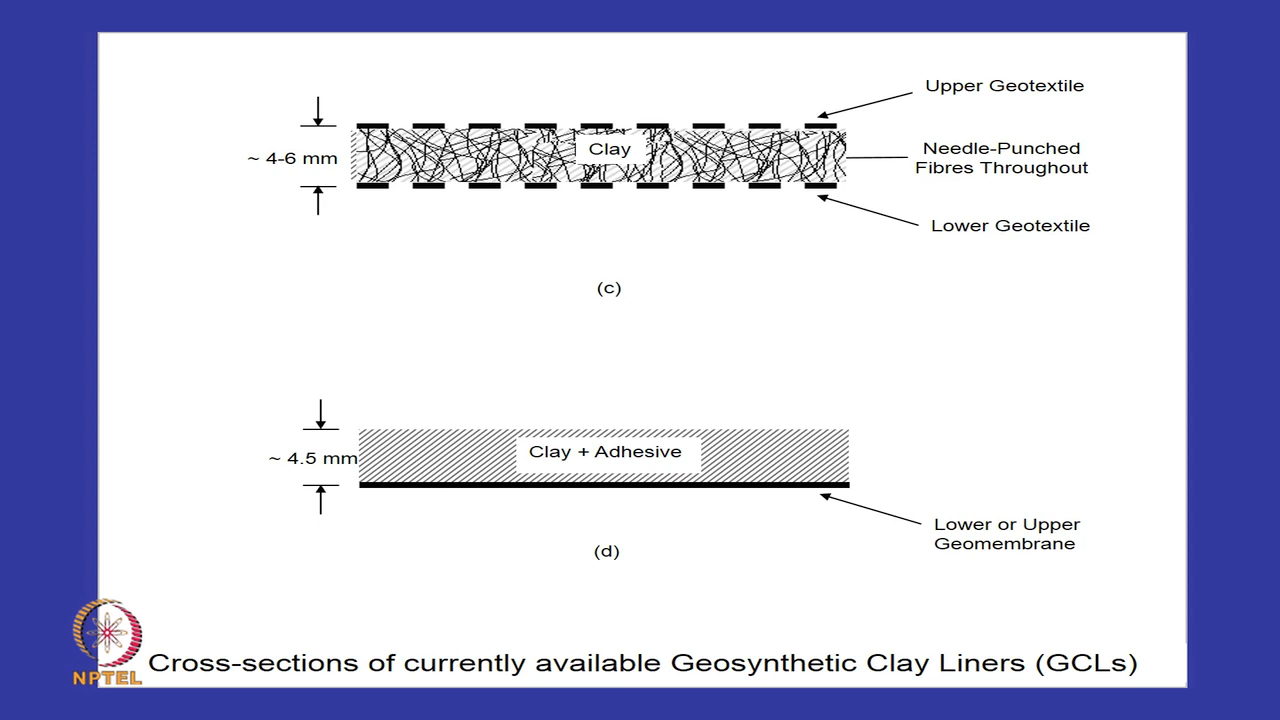 Upper Geotextile
~ 4-6 mm
Clay
Needle-Punched
Fibres Throughout
Lower Geotextile
(c)
~ 4.5 mm
Clay + Adhesive
Lower or Upper
Geomembrane
(d)
NPTEL
Cross-sections of currently available Geosynthetic Clay Liners (GCLs)